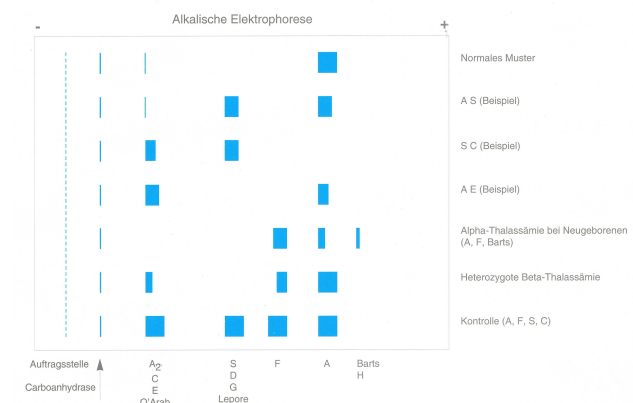 Alkalische Elektrophorese
- +
Normales Muster
A S (Beispiel)
S C (Beispiel)
A E (Beispiel)
Alpha-Thalassämie bei Neugeborenen
(A, F, Barts)
Heterozygote Beta-Thalassämie
Kontrolle (A, F, S, C)
Auftragsstelle A2 S F A Barts
C D H
Carboanhydrase E G
O'Arab Lepore